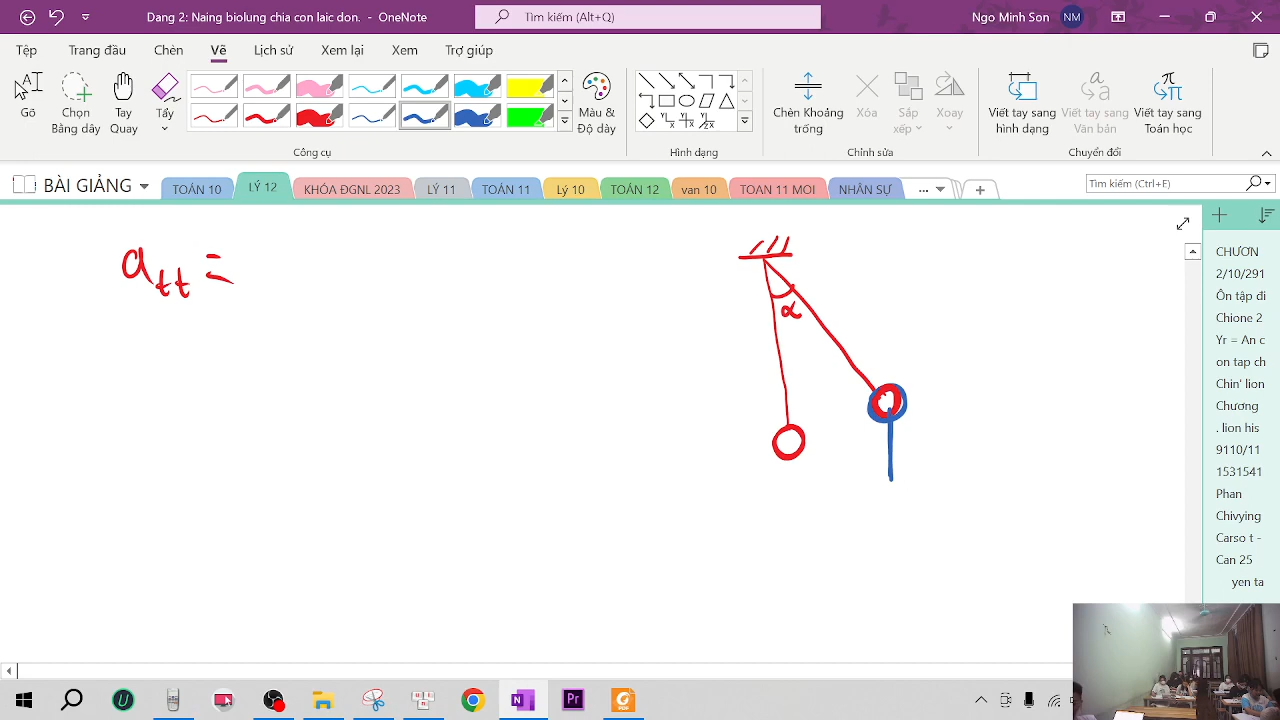 Dang 2: Naing biolung chia con laic don. - OneNote
Tìm kiếm (Alt+Q)
Ngo Minh Son
NM
Tệp
Trang đầu
Chèn
Vẽ
Lịch sử
Xem lại
Xem
Trợ giúp
Gõ
Chọn Bằng dây
Tay Quay
Tẩy
Màu & Độ dày
Chèn Khoảng trống
Xóa
Sắp xếp
Xoay
Viết tay sang hình dạng
Viết tay sang Văn bản
Viết tay sang Toán học
Công cụ
Hình dạng
Chỉnh sửa
Chuyển đổi
BÀI GIẢNG
TOÁN 10
LÝ 12
KHÓA ĐGNL 2023
LÝ 11
TOÁN 11
Lý 10
TOÁN 12
van 10
TOAN 11 MOI
NHÂN SỰ
...
Tìm kiếm (Ctrl+E)
a_tt =
α
CHƯƠN
2/10/291
Ôn tập đi
Chione 2
Yr = An c
on tap ch
Chin' lion
Chương
. lion his
9110/11
1531541
Phan
Chivying
Carso t -
Can 25
yen ta
Pr
PDF